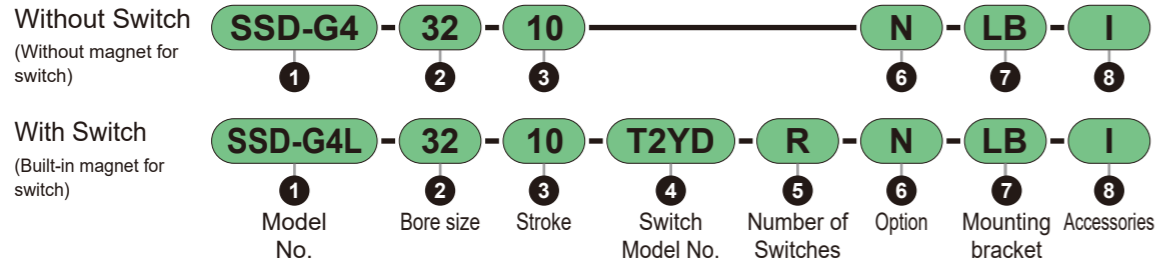 Without Switch
(Without magnet for
switch)
SSD-G4 - 32 - 10 - N - LB - I
1 2 3 6 7 8
With Switch
(Built-in magnet for
switch)
SSD-G4L - 32 - 10 - T2YD - R - N - LB - I
1 2 3 4 5 6 7 8
Model Bore size Stroke Switch Number of Option Mounting Accessories
No. Model No. Switches bracket